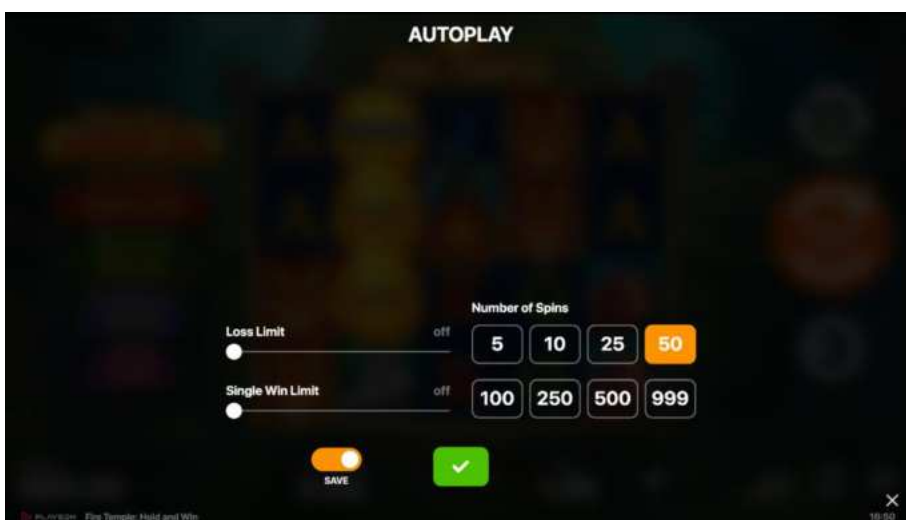 AUTOPLAY
Number of Spins
Loss Limit off
5 10 25 50
Single Win Limit off
100 250 500 999
SAVE
PLAYSON Fire Temple: Hold and Win
16:50